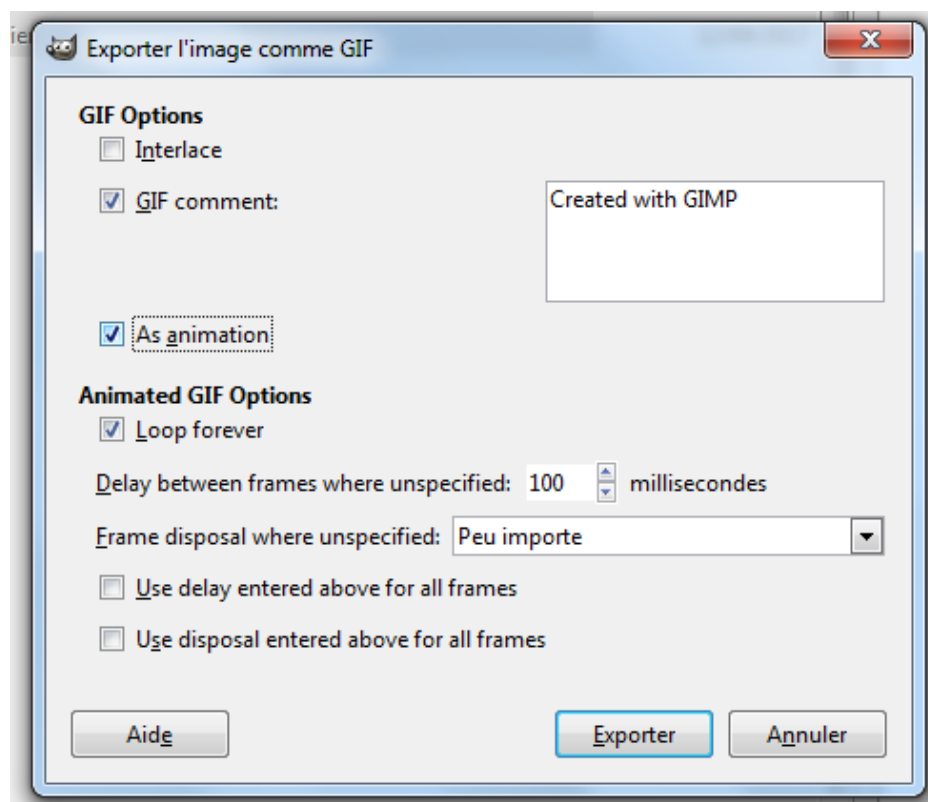 Exporter l'image comme GIF
GIF Options
Interlace
GIF comment:
Created with GIMP
As animation
Animated GIF Options
Loop forever
Delay between frames where unspecified: 100 millisecondes
Frame disposal where unspecified: Peu importe
Use delay entered above for all frames
Use disposal entered above for all frames
Aide Exporter Annuler